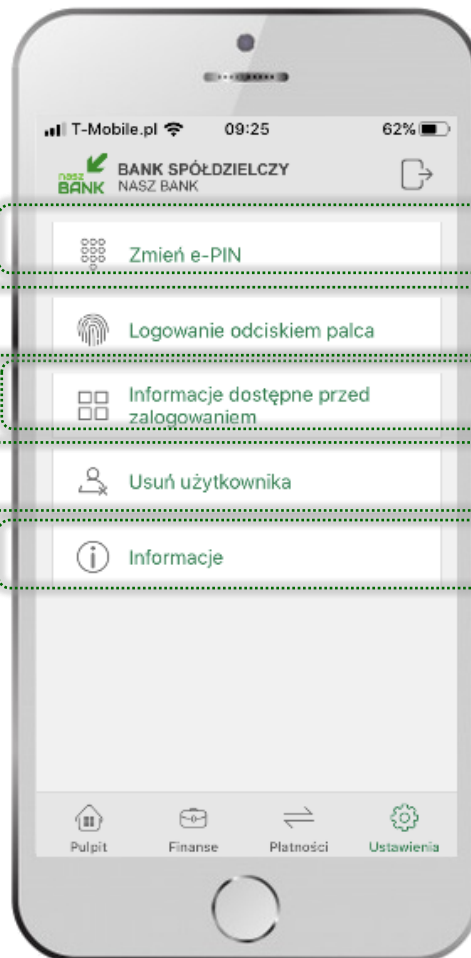 T-Mobile.pl 09:25 62%
nasz BANK
BANK SPÓŁDZIELCZY
NASZ BANK
Zmień e-PIN
Logowanie odciskiem palca
Informacje dostępne przed
zalogowaniem
Usuń użytkownika
Informacje
Pulpit Finanse Płatności Ustawienia